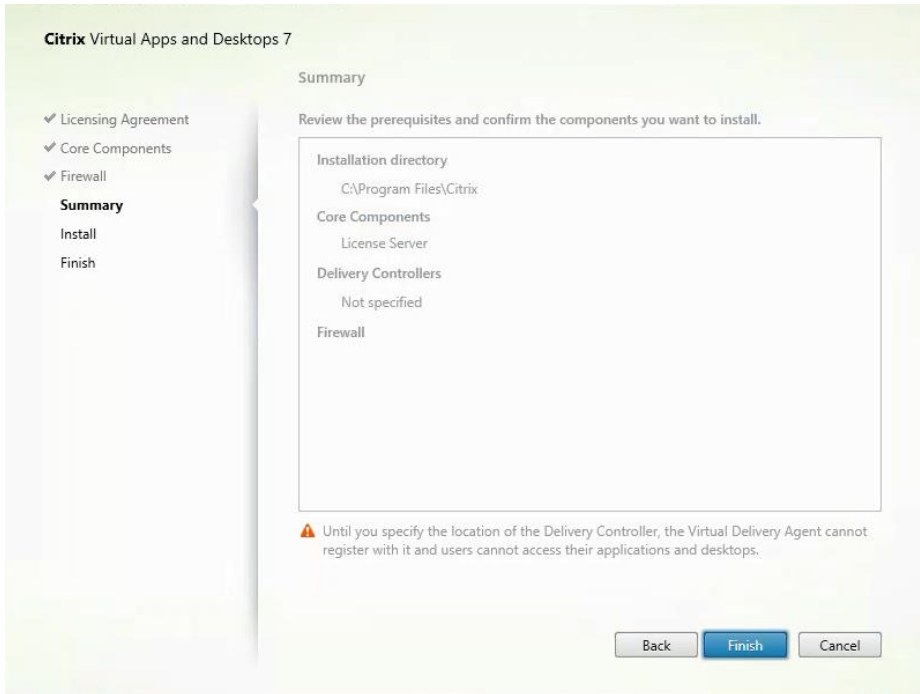 Citrix Virtual Apps and Desktops 7
Summary
Licensing Agreement
Core Components
Firewall
Summary
Install
Finish
Review the prerequisites and confirm the components you want to install.
Installation directory
C:\Program Files\Citrix
Core Components
License Server
Delivery Controllers
Not specified
Firewall
Until you specify the location of the Delivery Controller, the Virtual Delivery Agent cannot
register with it and users cannot access their applications and desktops.
Back
Finish
Cancel